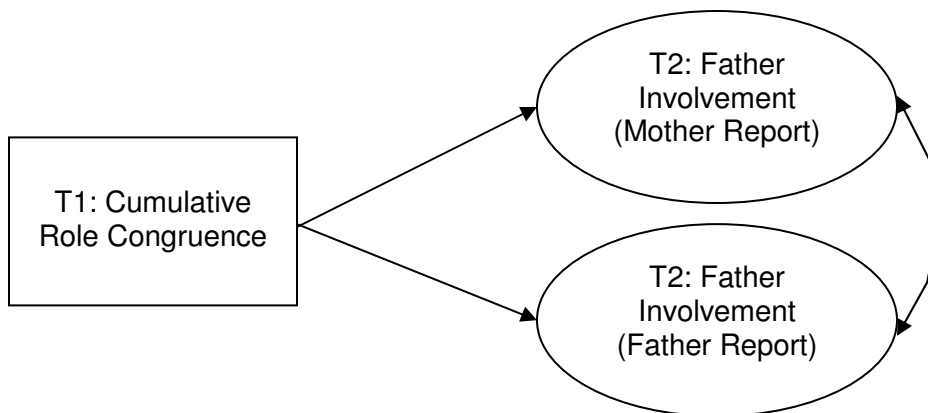 T2: Father
Involvement
(Mother Report)
T1: Cumulative
Role Congruence
T2: Father
Involvement
(Father Report)